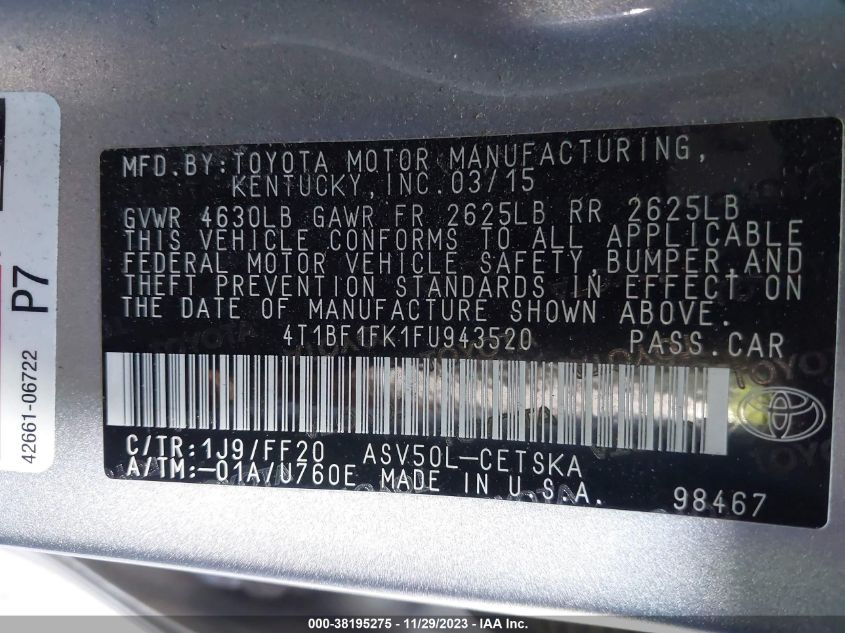 MFD.BY:TOYOTA MOTOR MANUFACTURING,
KENTUCKY,INC.03/15
GVWR 4630LB GAWR FR 2625LB RR 2625LB
THIS VEHICLE CONFORMS TO ALL APPLICABLE
FEDERAL MOTOR VEHICLE SAFETY,BUMPER,AND
THEFT PREVENTION STANDARDS IN EFFECT ON
THE DATE OF MANUFACTURE SHOWN ABOVE.
4T1BF1FK1FU943520 PASS.CAR
C/TR:1J9/FF20 ASV50L-CETSKA
A/TM:-01A/U760E MADE IN U.S.A.
98467
P7
42661-06722
000-38195275 - 11/29/2023 - IAA Inc.